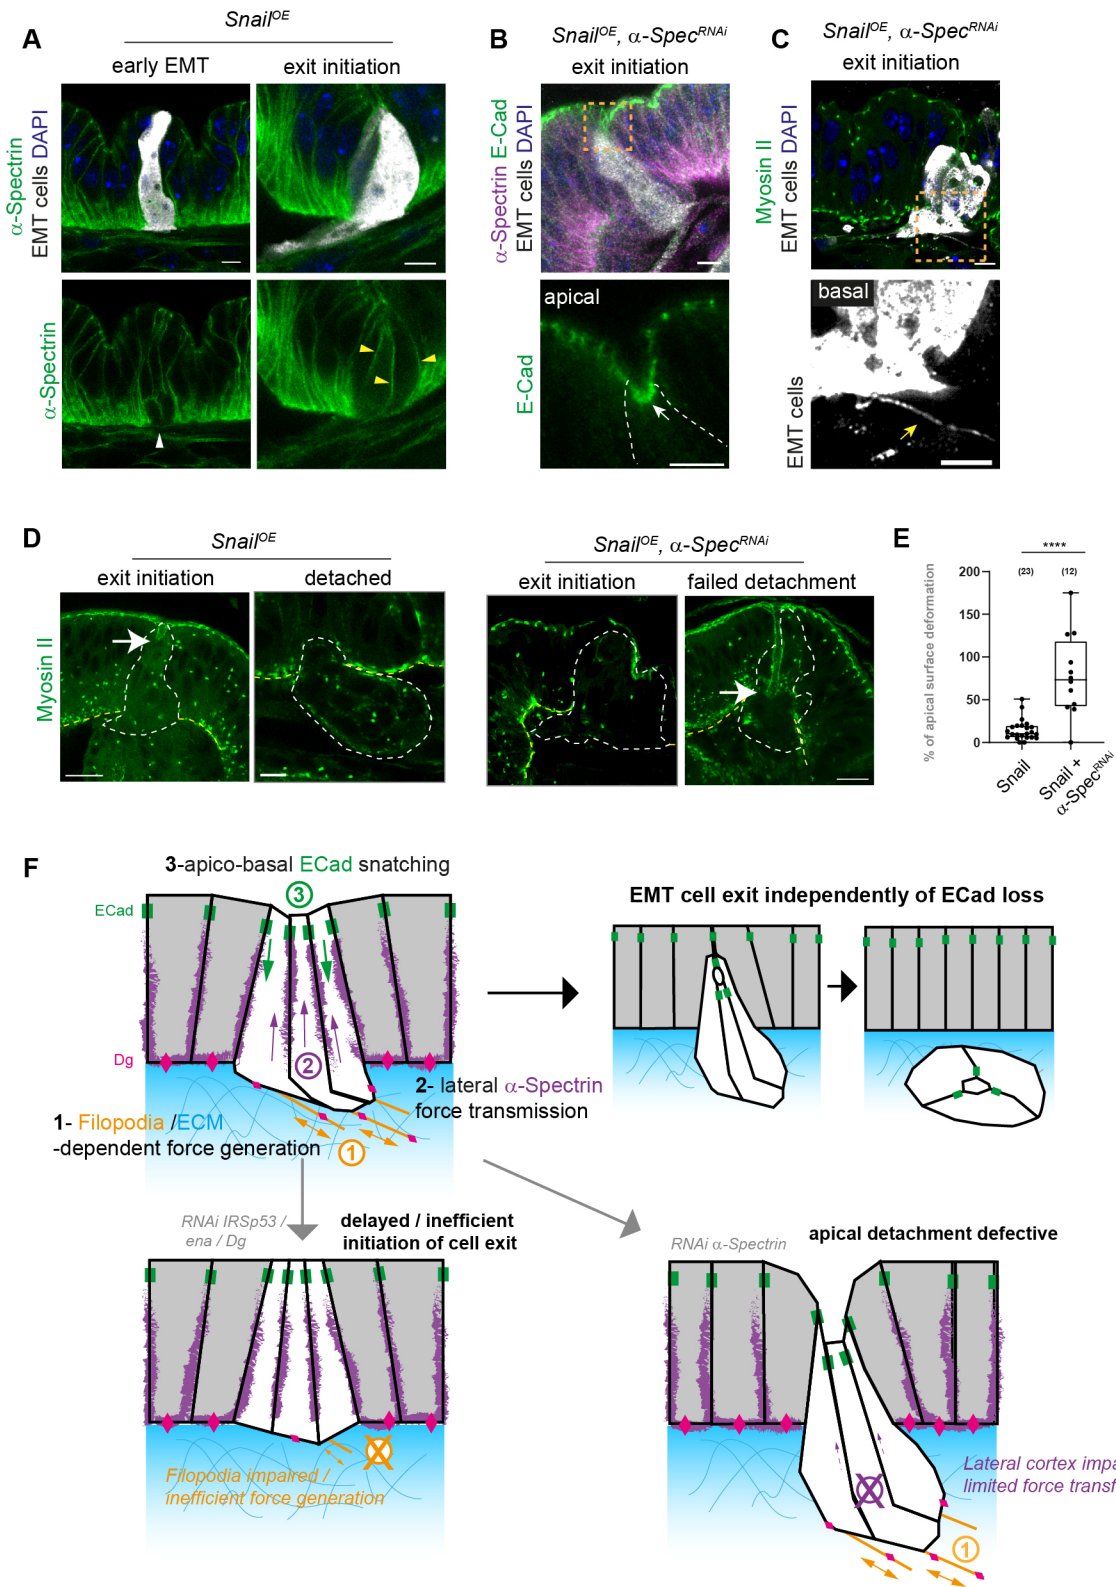 A
Snail^OE
early EMT
exit initiation
α-Spectrin
EMT cells DAPI
α-Spectrin
B
Snail^OE, α-Spec^RNAi
exit initiation
α-Spectrin E-Cad
EMT cells DAPI
apical
E-Cad
C
Snail^OE, α-Spec^RNAi
exit initiation
Myosin II
EMT cells DAPI
basal
EMT cells
D
Snail^OE
exit initiation
detached
Snail^OE, α-Spec^RNAi
exit initiation
failed detachment
Myosin II
E
****
(23)
(12)
% of apical surface deformation
200
150
100
50
0
Snail
Snail +
α-Spec^RNAi
F
3-apico-basal ECad snatching
3
ECad
Dg
2
2- lateral α-Spectrin
force transmission
1- Filopodia /ECM
-dependent force generation
1
EMT cell exit independently of ECad loss
RNAi IRSp53 /
ena / Dg
delayed / inefficient
initiation of cell exit
Filopodia impaired /
inefficient force generation
X
RNAi α-Spectrin
apical detachment defective
X
Lateral cortex impa
limited force transf
1